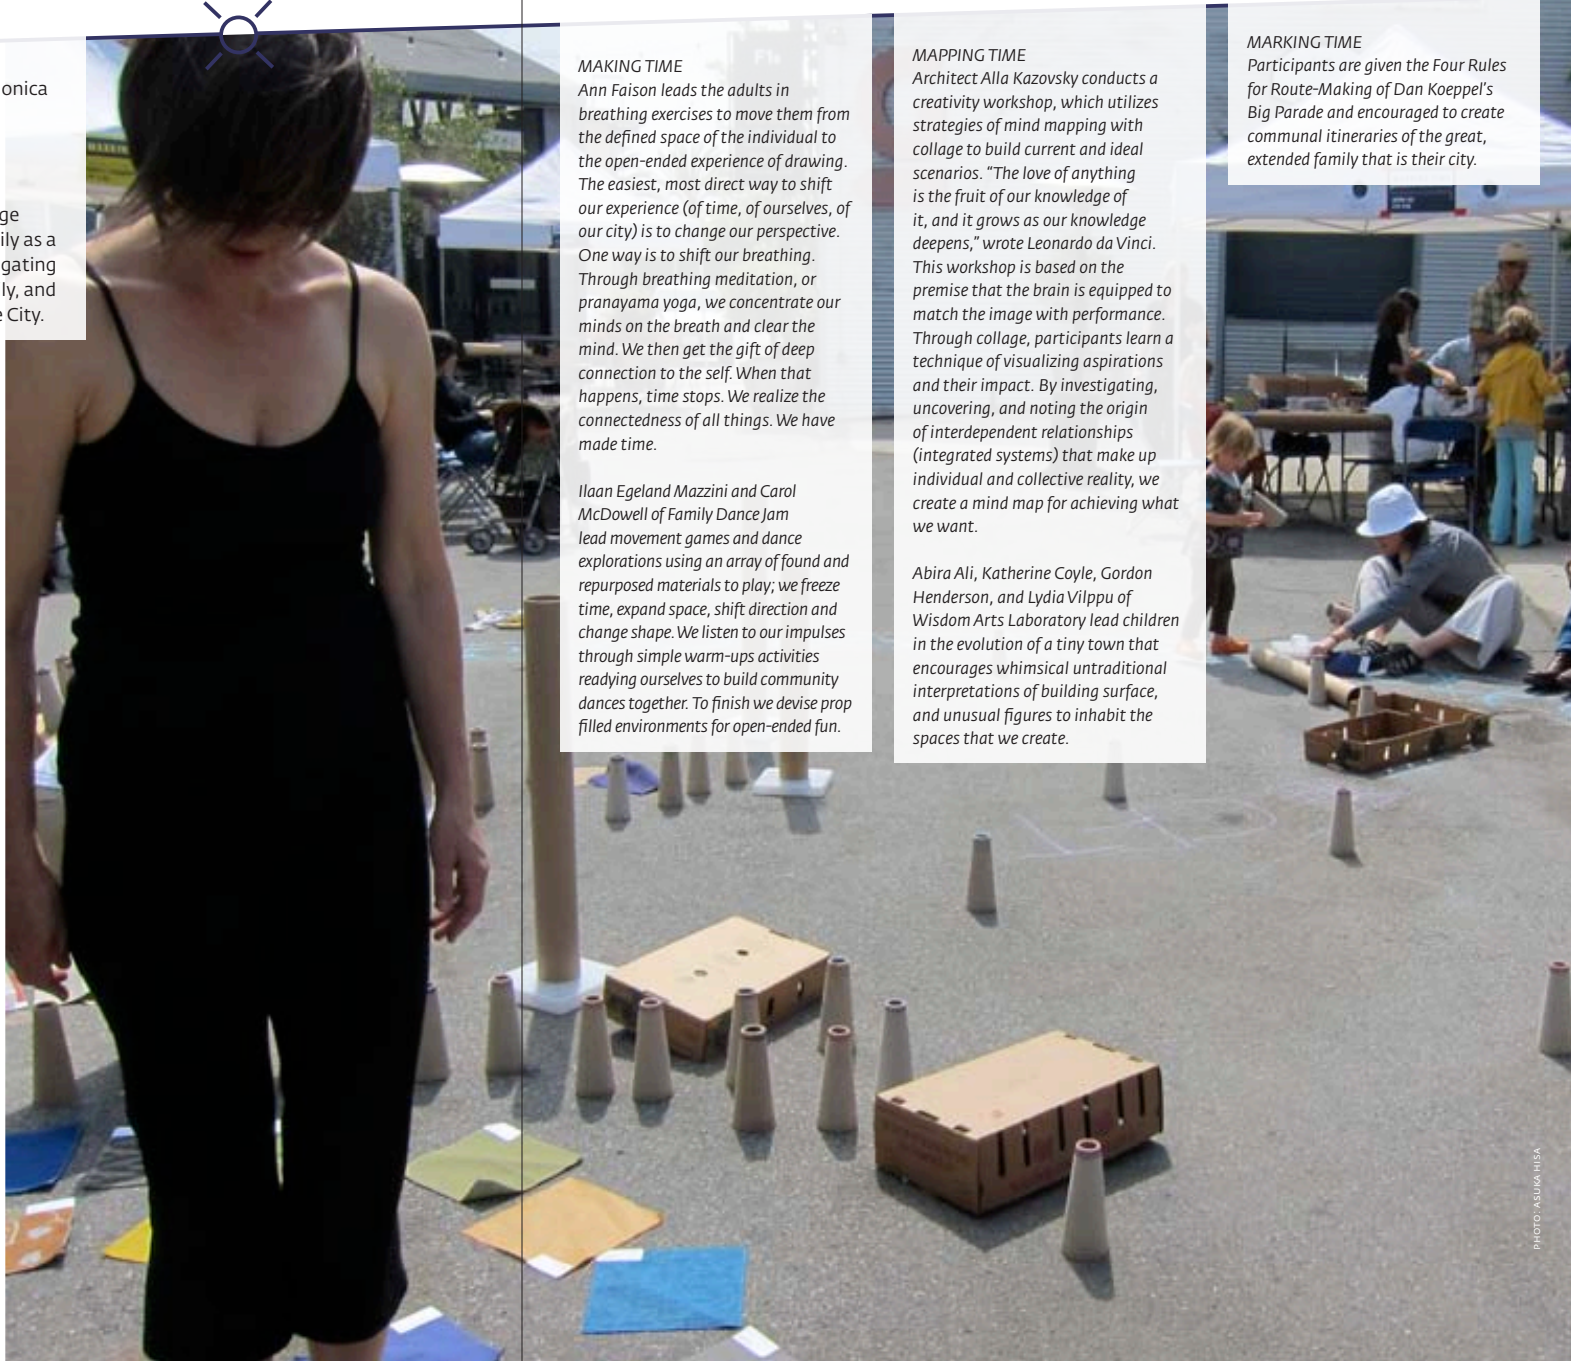 onica
ge
ily as a
gating
ly, and
City.
MAKING TIME
Ann Faison leads the adults in
breathing exercises to move them from
the defined space of the individual to
the open-ended experience of drawing.
The easiest, most direct way to shift
our experience (of time, of ourselves, of
our city) is to change our perspective.
One way is to shift our breathing.
Through breathing meditation, or
pranayama yoga, we concentrate our
minds on the breath and clear the
mind. We then get the gift of deep
connection to the self. When that
happens, time stops. We realize the
connectedness of all things. We have
made time.
Ilaan Egeland Mazzini and Carol
McDowell of Family Dance Jam
lead movement games and dance
explorations using an array of found and
repurposed materials to play; we freeze
time, expand space, shift direction and
change shape. We listen to our impulses
through simple warm-ups activities
readying ourselves to build community
dances together. To finish we devise prop
filled environments for open-ended fun.
MAPPING TIME
Architect Alla Kazovsky conducts a
creativity workshop, which utilizes
strategies of mind mapping with
collage to build current and ideal
scenarios. “The love of anything
is the fruit of our knowledge of
it, and it grows as our knowledge
deepens,” wrote Leonardo da Vinci.
This workshop is based on the
premise that the brain is equipped to
match the image with performance.
Through collage, participants learn a
technique of visualizing aspirations
and their impact. By investigating,
uncovering, and noting the origin
of interdependent relationships
(integrated systems) that make up
individual and collective reality, we
create a mind map for achieving what
we want.
Abira Ali, Katherine Coyle, Gordon
Henderson, and Lydia Vilppu of
Wisdom Arts Laboratory lead children
in the evolution of a tiny town that
encourages whimsical untraditional
interpretations of building surface,
and unusual figures to inhabit the
spaces that we create.
MARKING TIME
Participants are given the Four Rules
for Route-Making of Dan Koeppel's
Big Parade and encouraged to create
communal itineraries of the great,
extended family that is their city.
PHOTO: ASUKA HISA